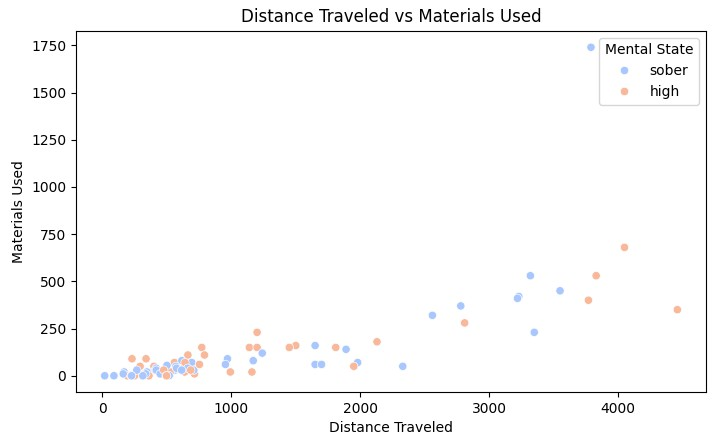 Distance Traveled vs Materials Used
Mental State
sober
high
Materials Used
1750
1500
1250
1000
750
500
250
0
0 1000 2000 3000 4000
Distance Traveled